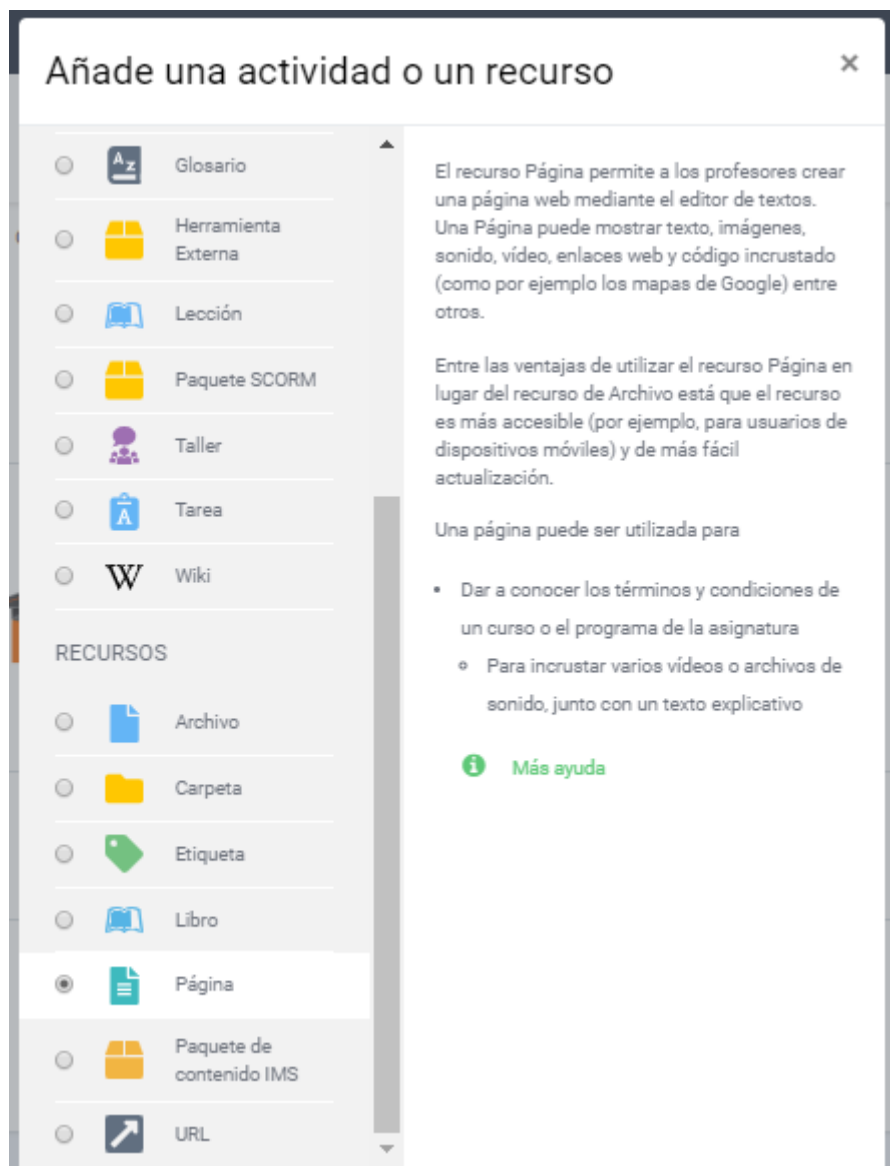 Añade una actividad o un recurso
×
Glosario
Herramienta
Externa
Lección
Paquete SCORM
Taller
Tarea
Wiki
RECURSOS
Archivo
Carpeta
Etiqueta
Libro
Página
Paquete de
contenido IMS
URL
El recurso Página permite a los profesores crear
una página web mediante el editor de textos.
Una Página puede mostrar texto, imágenes,
sonido, vídeo, enlaces web y código incrustado
(como por ejemplo los mapas de Google) entre
otros.
Entre las ventajas de utilizar el recurso Página en
lugar del recurso de Archivo está que el recurso
es más accesible (por ejemplo, para usuarios de
dispositivos móviles) y de más fácil
actualización.
Una página puede ser utilizada para
• Dar a conocer los términos y condiciones de
un curso o el programa de la asignatura
◦ Para incrustar varios vídeos o archivos de
sonido, junto con un texto explicativo
Más ayuda